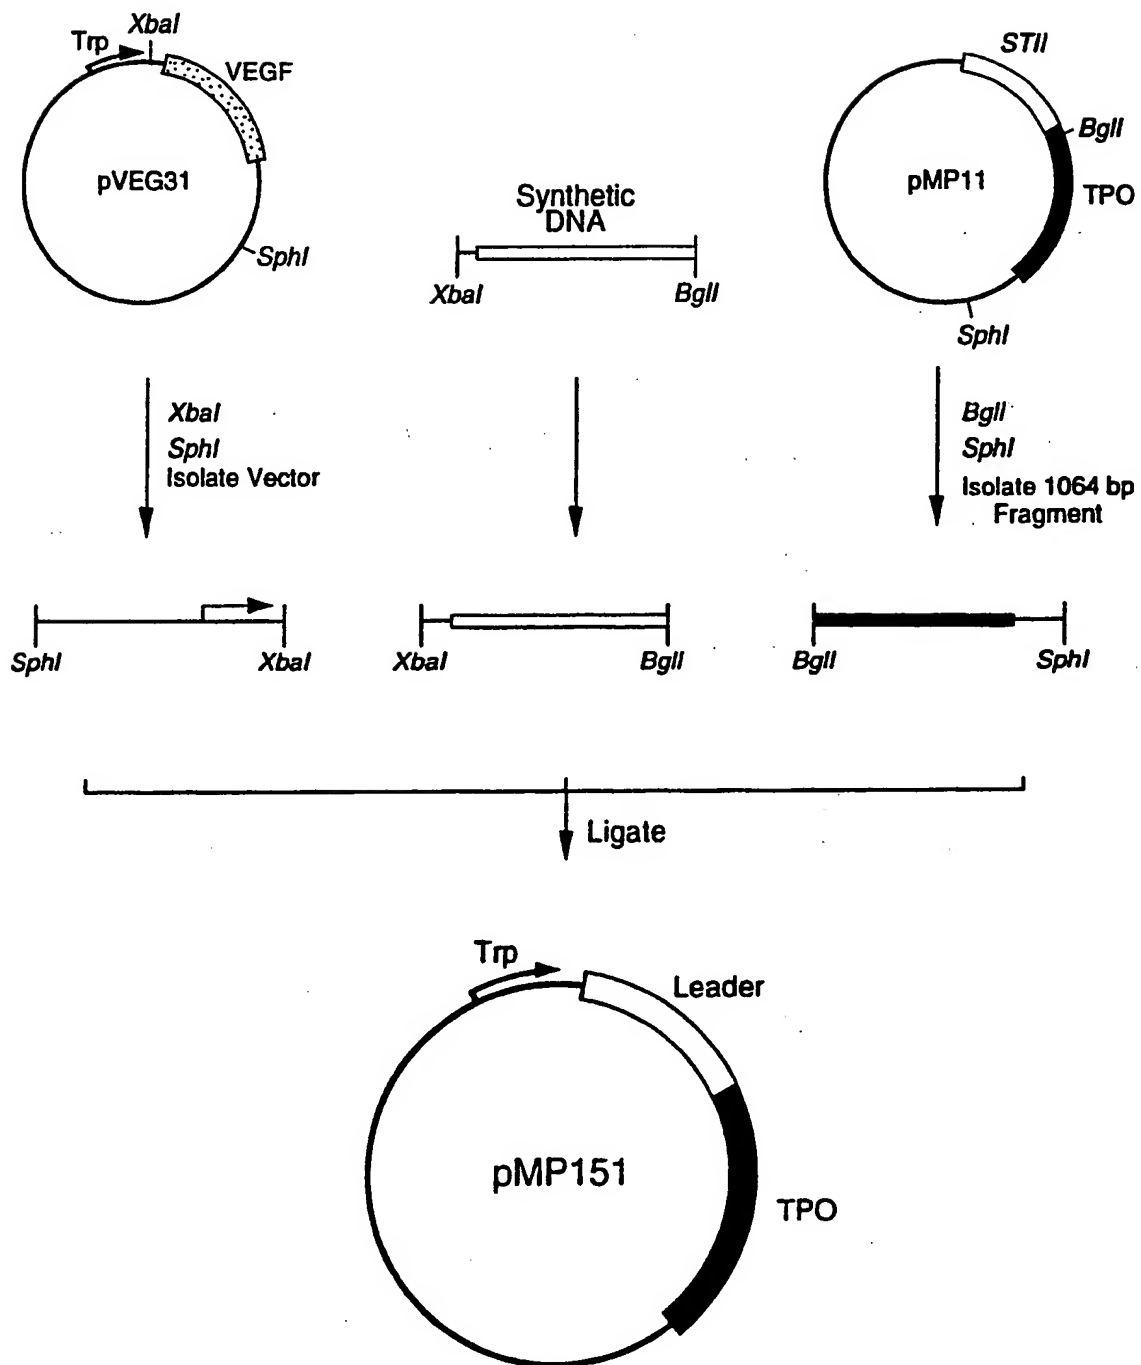 XbaI
Trp
VEGF
pVEG31
SphI
Synthetic
DNA
XbaI
BglI
STII
BglI
pMP11
TPO
SphI
XbaI
SphI
Isolate Vector
BglI
SphI
Isolate 1064 bp
Fragment
SphI
XbaI
XbaI
BglI
BglI
SphI
Ligate
Trp
Leader
pMP151
TPO